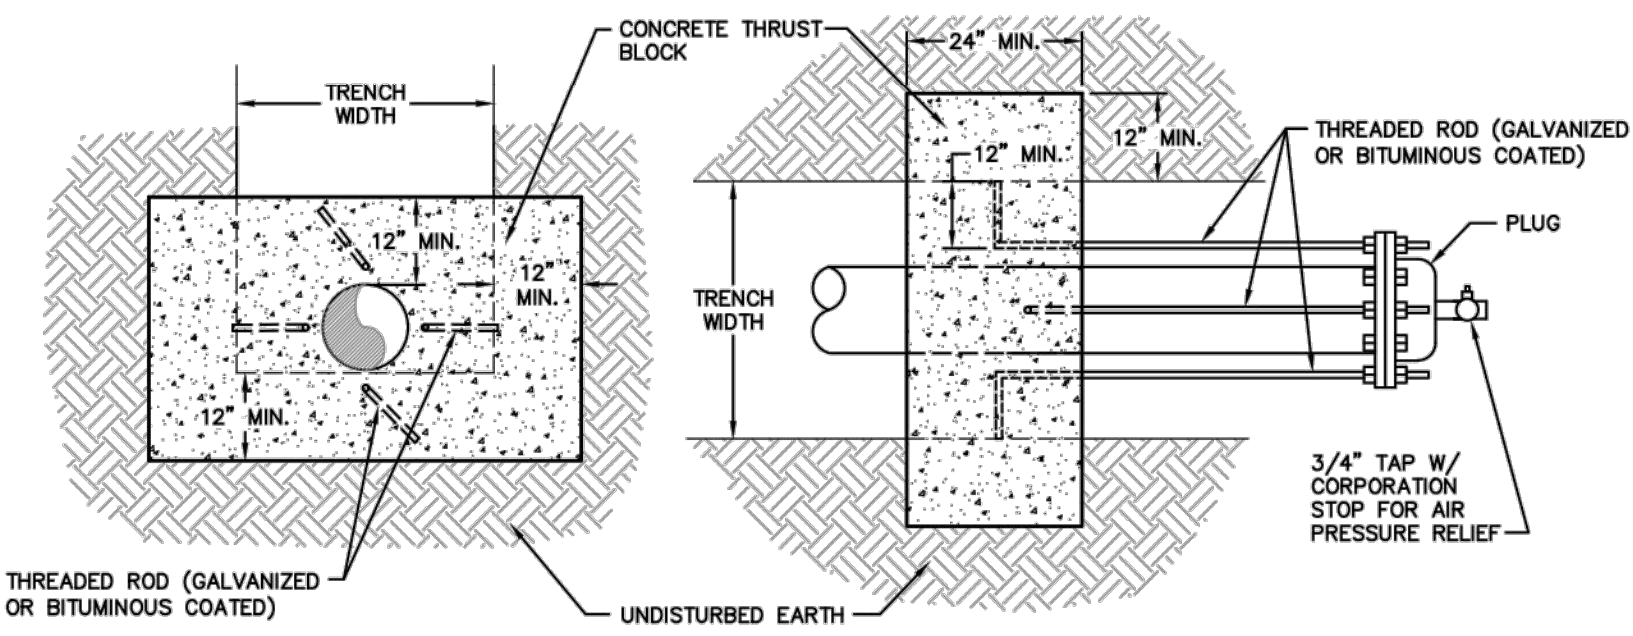 CONCRETE THRUST
BLOCK
TRENCH
WIDTH
12" MIN.
12"
MIN.
12" MIN.
THREADED ROD (GALVANIZED
OR BITUMINOUS COATED)
UNDISTURBED EARTH
24" MIN.
12" MIN.
12" MIN.
THREADED ROD (GALVANIZED
OR BITUMINOUS COATED)
PLUG
TRENCH
WIDTH
3/4" TAP W/
CORPORATION
STOP FOR AIR
PRESSURE RELIEF